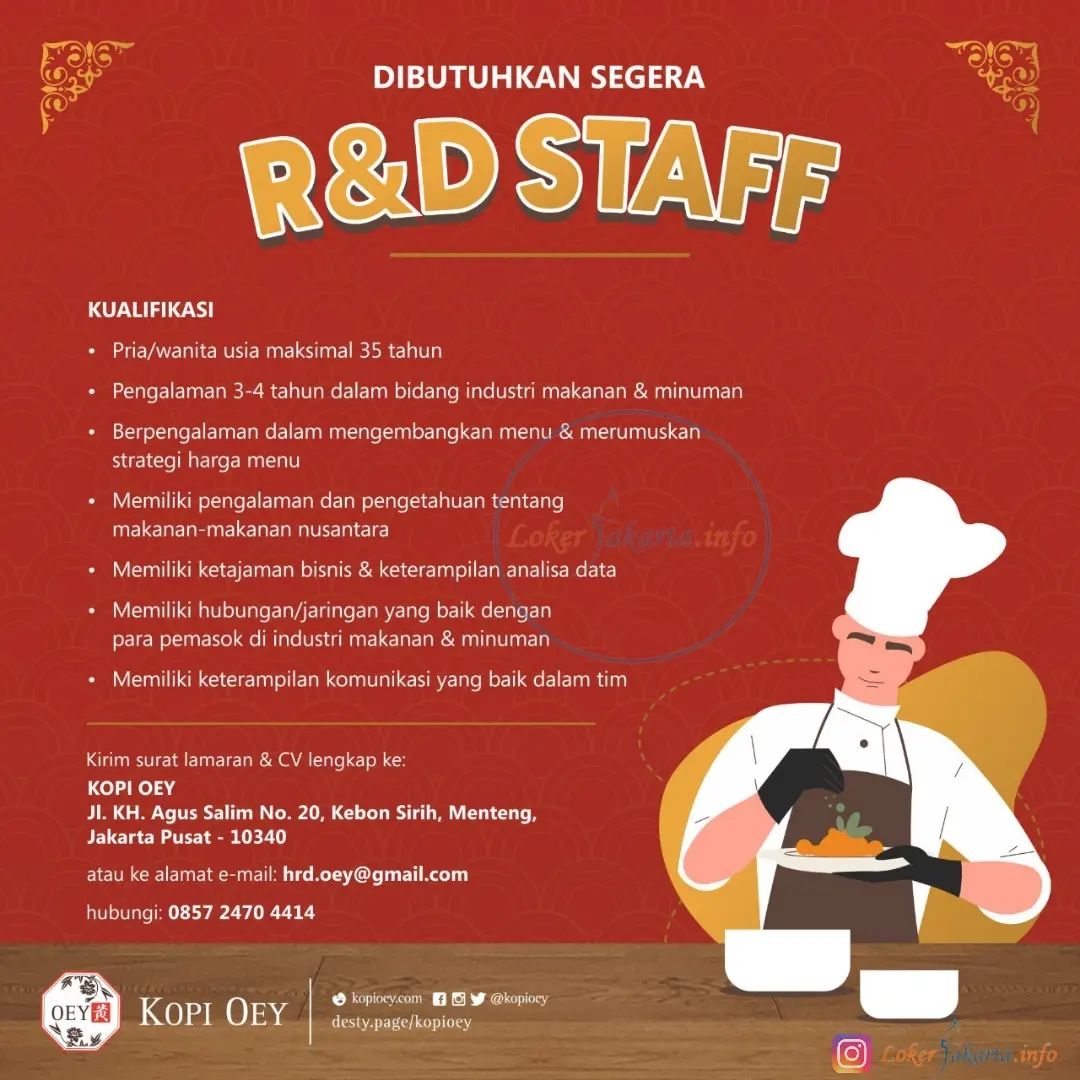 DIBUTUHKAN SEGERA
R&D STAFF
KUALIFIKASI
• Pria/wanita usia maksimal 35 tahun
• Pengalaman 3-4 tahun dalam bidang industri makanan & minuman
• Berpengalaman dalam mengembangkan menu & merumuskan
strategi harga menu
• Memiliki pengalaman dan pengetahuan tentang
makanan-makanan nusantara
• Memiliki ketajaman bisnis & keterampilan analisa data
• Memiliki hubungan/jaringan yang baik dengan
para pemasok di industri makanan & minuman
• Memiliki keterampilan komunikasi yang baik dalam tim
Loker Jakarta.info
Kirim surat lamaran & CV lengkap ke:
KOPI OEY
Jl. KH. Agus Salim No. 20, Kebon Sirih, Menteng,
Jakarta Pusat - 10340
atau ke alamat e-mail: hrd.oey@gmail.com
hubungi: 0857 2470 4414
OEY 黃
KOPI OEY
kopioey.com @kopioey
desty.page/kopioey
Loker Jakarta.info